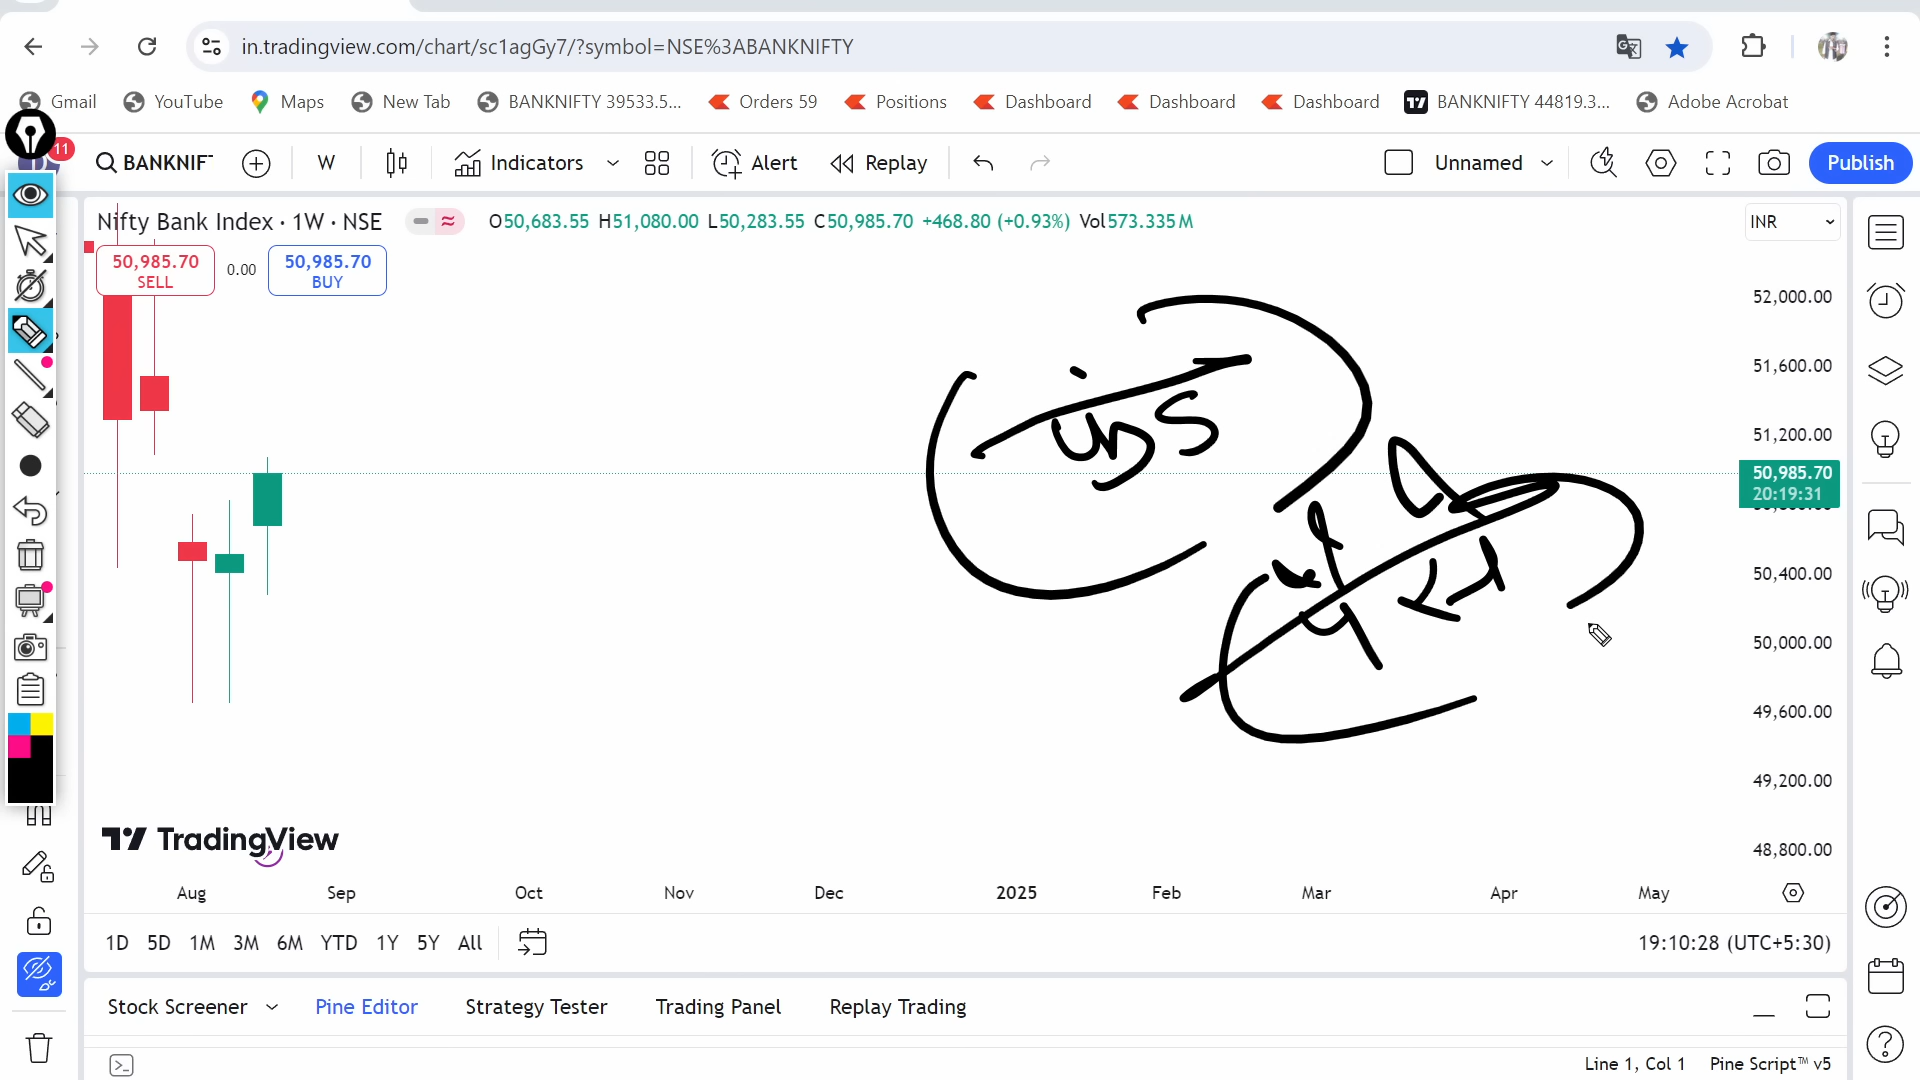 in.tradingview.com/chart/sc1agGy7/?symbol=NSE%3ABANKNIFTY
Gmail YouTube Maps New Tab BANKNIFTY 39533.5... Orders 59 Positions Dashboard Dashboard Dashboard BANKNIFTY 44819.3... Adobe Acrobat
11 BANKNIF W Indicators Alert Replay Unnamed Publish
Nifty Bank Index · 1W · NSE O50,683.55 H51,080.00 L50,283.55 C50,985.70 +468.80 (+0.93%) Vol573.335 M INR
50,985.70 0.00 50,985.70
SELL BUY
52,000.00
51,600.00
51,200.00
50,985.70
20:19:31
50,400.00
50,000.00
49,600.00
49,200.00
48,800.00
TradingView
Aug Sep Oct Nov Dec 2025 Feb Mar Apr May
1D 5D 1M 3M 6M YTD 1Y 5Y All 19:10:28 (UTC+5:30)
Stock Screener Pine Editor Strategy Tester Trading Panel Replay Trading
Line 1, Col 1 Pine Script™ v5